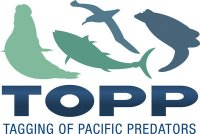 TOPP
TAGGING OF PACIFIC PREDATORS